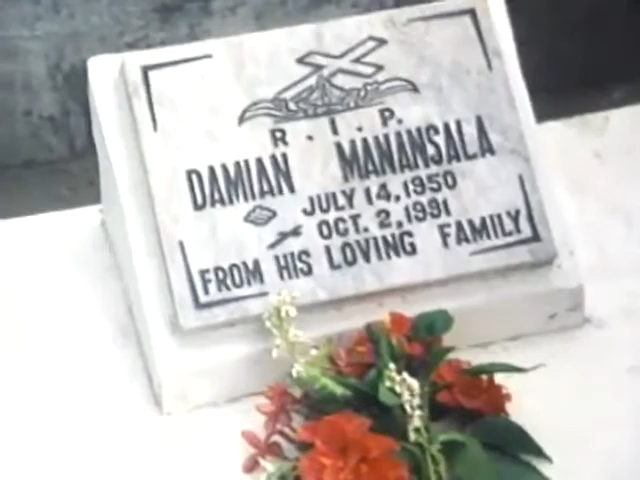 R. I. P.
DAMIAN MANANSALA
JULY 14, 1950
OCT. 2, 1991
FROM HIS LOVING FAMILY